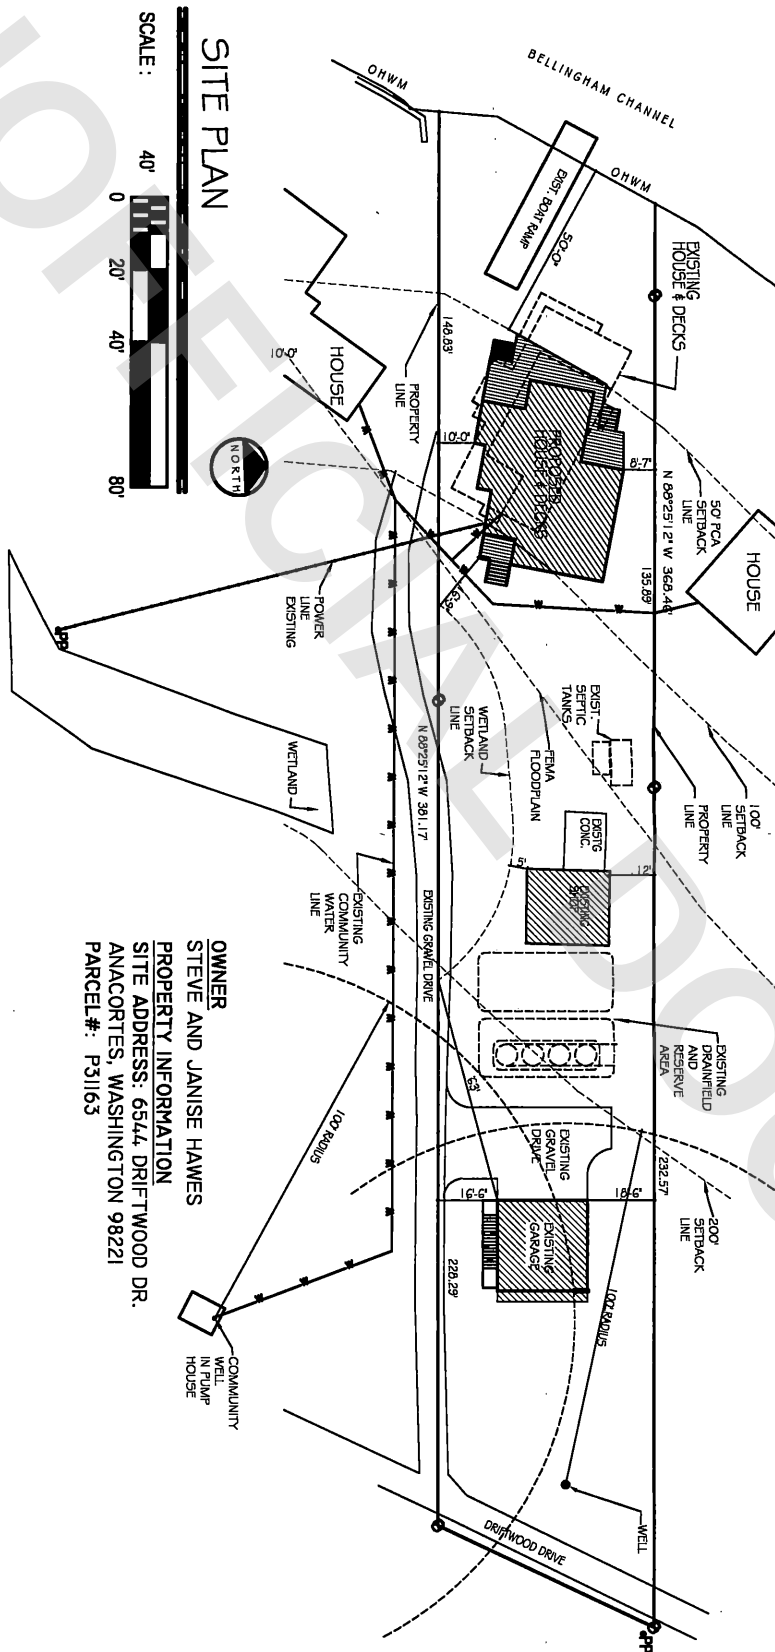 SITE PLAN
SCALE:
40'
0
20'
40'
80'
NORTH
BELLINGHAM CHANNEL
OHWM
OHWM
EXIST. BOAT RAMP
50'-0"
EXISTING
HOUSE & DECKS
PROPOSED
HOUSE & DECKS
148.83'
PROPERTY
LINE
HOUSE
10'-0"
10'-0"
8'-7"
N 88°25'12" W 368.46'
135.89'
50' PCA
SETBACK
LINE
HOUSE
POWER
LINE
EXISTING
PP
WETLAND
WETLAND
SETBACK
LINE
FEMA
FLOODPLAIN
EXIST.
SEPTIC
TANKS
100'
SETBACK
LINE
PROPERTY
LINE
N 88°25'12" W 381.17'
EXIST'G
CONC.
EXISTING
SHOP
5'
12'
EXISTING
COMMUNITY
WATER
LINE
EXISTING GRAVEL DRIVE
EXISTING
DRAINFIELD
AND
RESERVE
AREA
63'
EXISTING
GRAVEL
DRIVE
232.57'
200'
SETBACK
LINE
16'-6"
18'-6"
EXISTING
GARAGE
228.29'
100' RADIUS
100' RADIUS
COMMUNITY
WELL
IN PUMP
HOUSE
WELL
DRIFTWOOD DRIVE
PP
OWNER
STEVE AND JANISE HAWES
PROPERTY INFORMATION
SITE ADDRESS: 6544 DRIFTWOOD DR.
ANACORTES, WASHINGTON 98221
PARCEL#: P31163